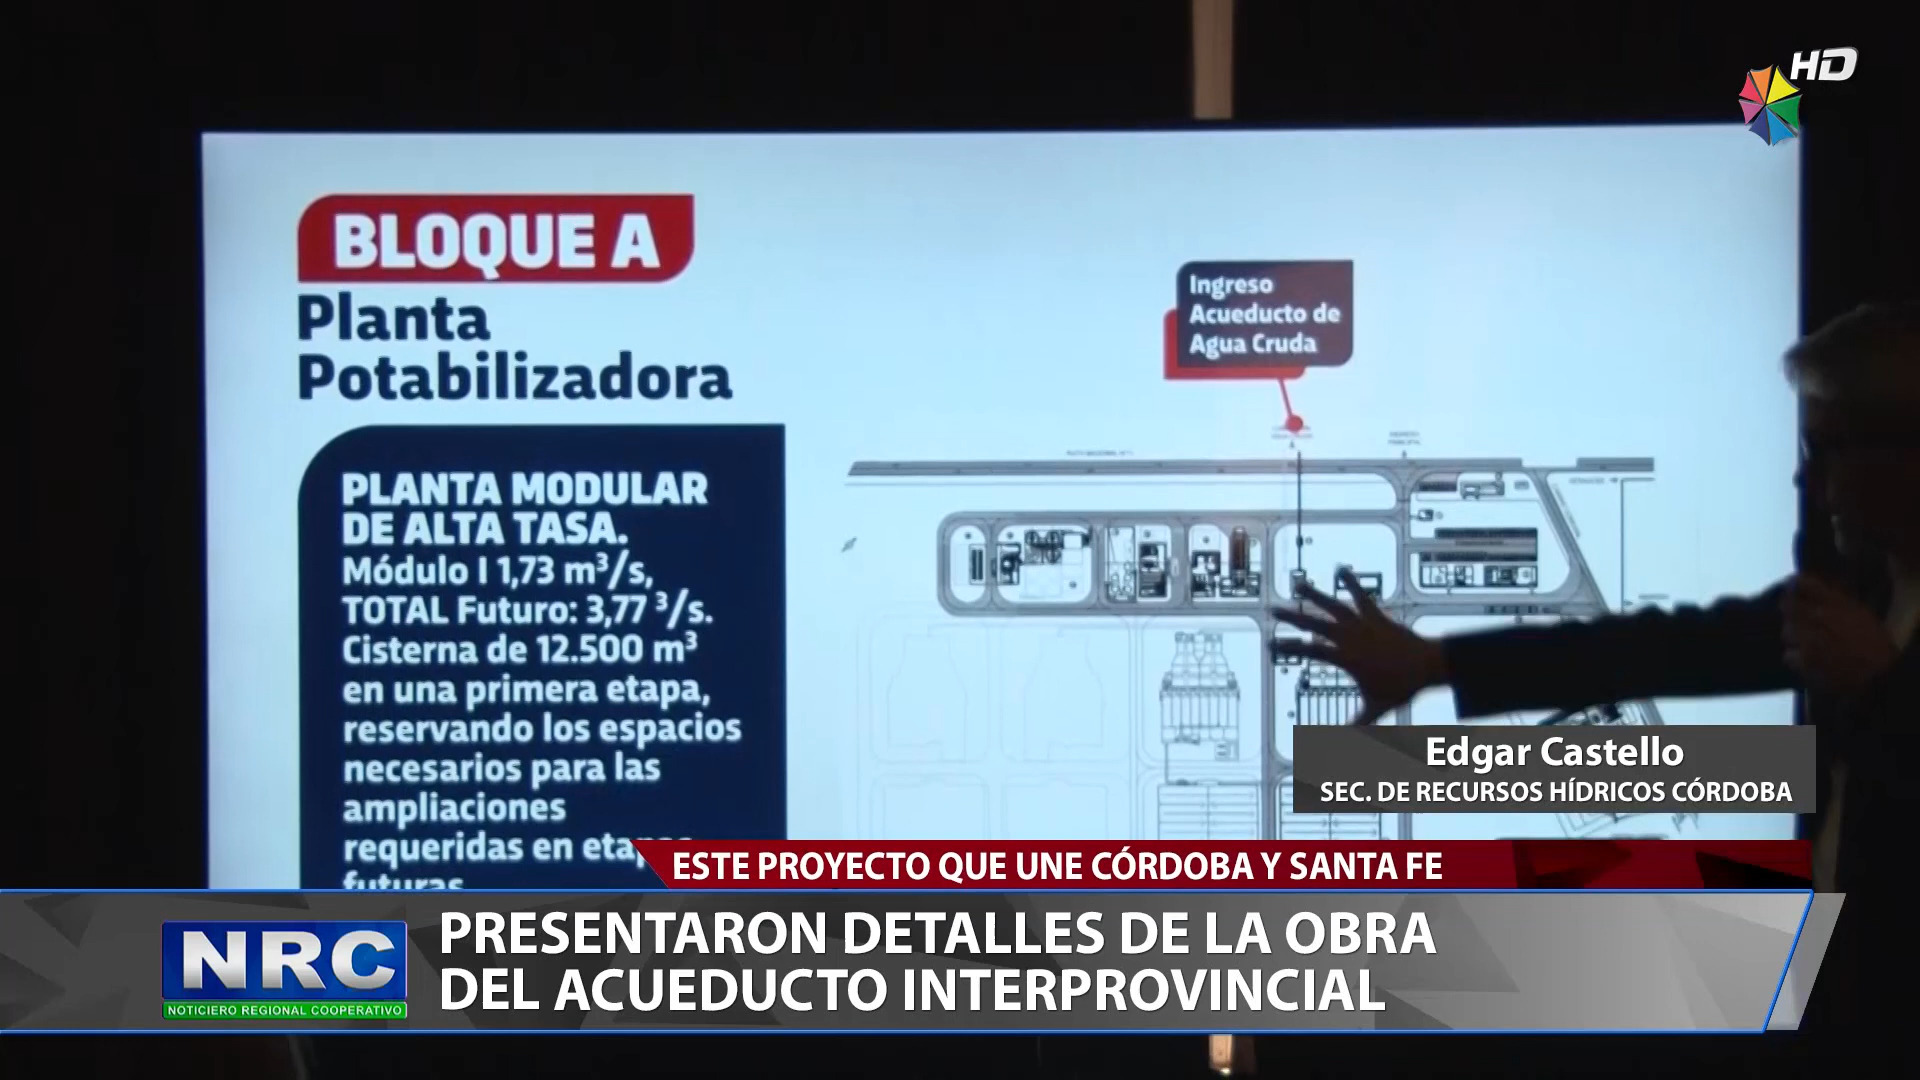 HD
BLOQUE A
Planta
Potabilizadora
Ingreso
Acueducto de
Agua Cruda
PLANTA MODULAR
DE ALTA TASA.
Módulo I 1,73 m³/s,
TOTAL Futuro: 3,77 ³/s.
Cisterna de 12.500 m³
en una primera etapa,
reservando los espacios
necesarios para las
ampliaciones
requeridas en etapas
futuras
Edgar Castello
SEC. DE RECURSOS HÍDRICOS CÓRDOBA
ESTE PROYECTO QUE UNE CÓRDOBA Y SANTA FE
PRESENTARON DETALLES DE LA OBRA
DEL ACUEDUCTO INTERPROVINCIAL
NRC
NOTICIERO REGIONAL COOPERATIVO